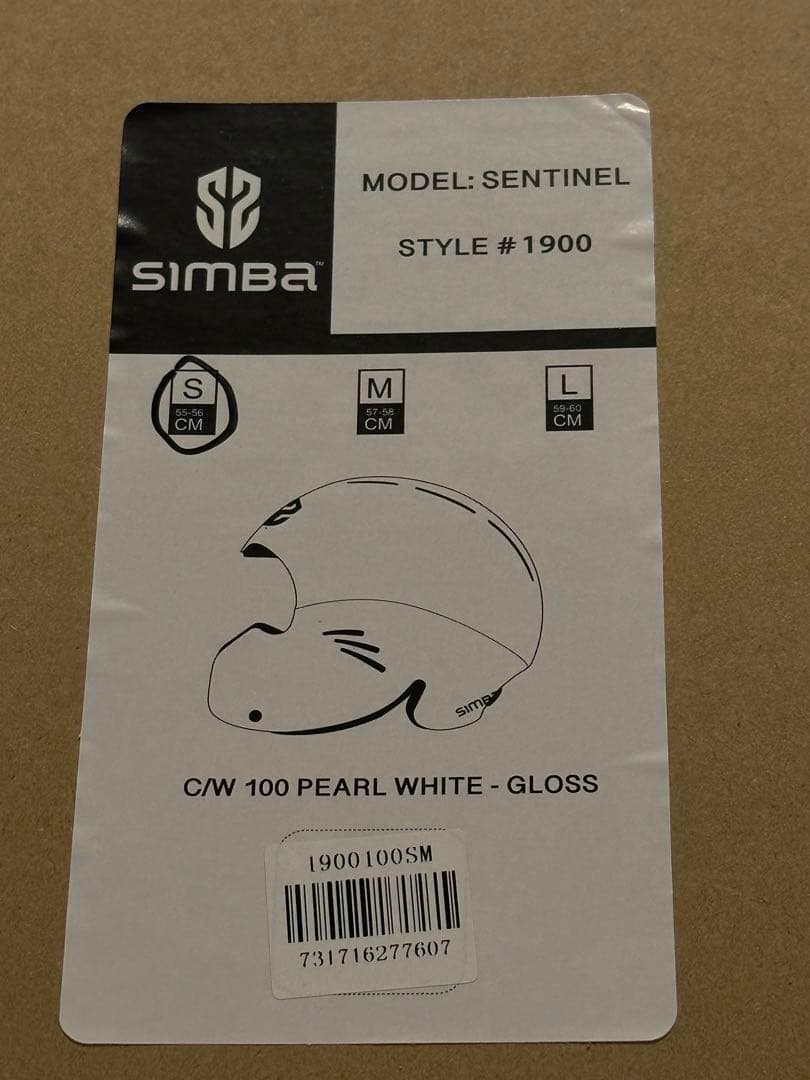 SIMBA™
MODEL: SENTINEL
STYLE # 1900
S
55-56
CM
M
57-58
CM
L
59-60
CM
SIMBA
C/W 100 PEARL WHITE - GLOSS
1900100SM
731716277607